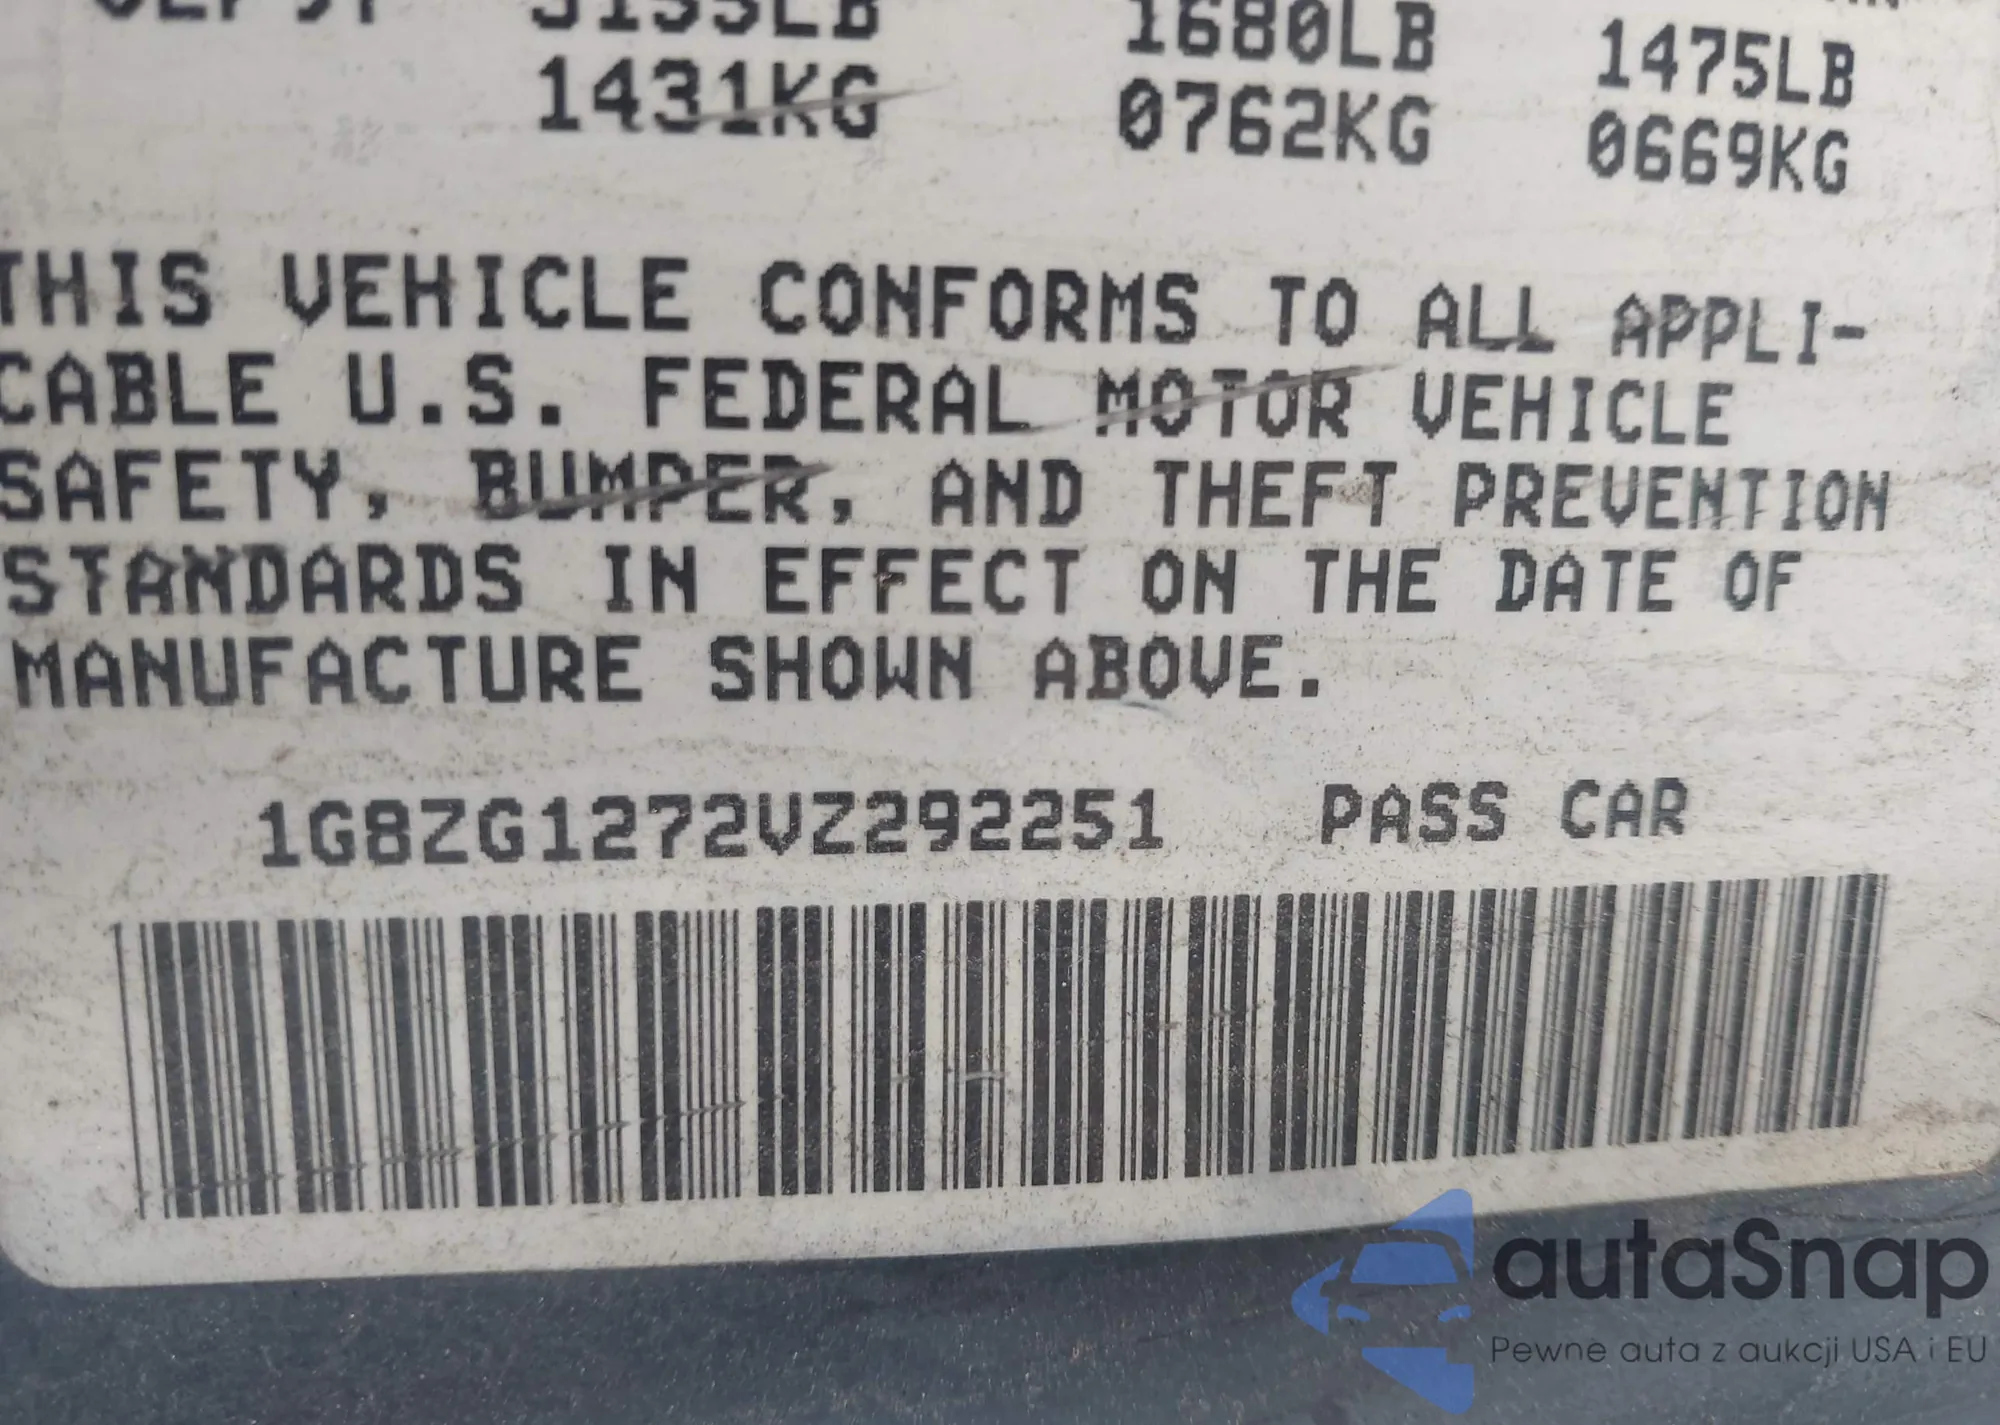 3155LB 1680LB 1475LB
1431KG 0762KG 0669KG
THIS VEHICLE CONFORMS TO ALL APPLI-
CABLE U.S. FEDERAL MOTOR VEHICLE
SAFETY, BUMPER, AND THEFT PREVENTION
STANDARDS IN EFFECT ON THE DATE OF
MANUFACTURE SHOWN ABOVE.
1G8ZG1272VZ292251 PASS CAR
autaSnap
Pewne auta z aukcji USA i EU